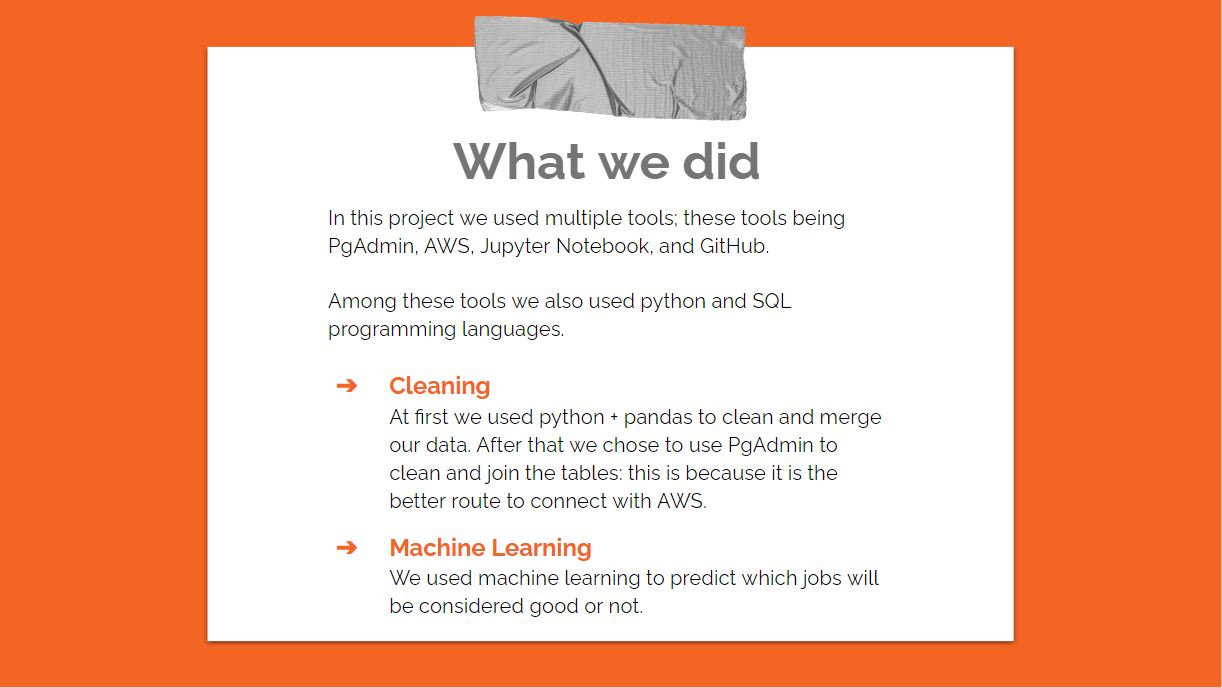 What we did
In this project we used multiple tools; these tools being
PgAdmin, AWS, Jupyter Notebook, and GitHub.
Among these tools we also used python and SQL
programming languages.
➔ Cleaning
At first we used python + pandas to clean and merge
our data. After that we chose to use PgAdmin to
clean and join the tables: this is because it is the
better route to connect with AWS.
➔ Machine Learning
We used machine learning to predict which jobs will
be considered good or not.